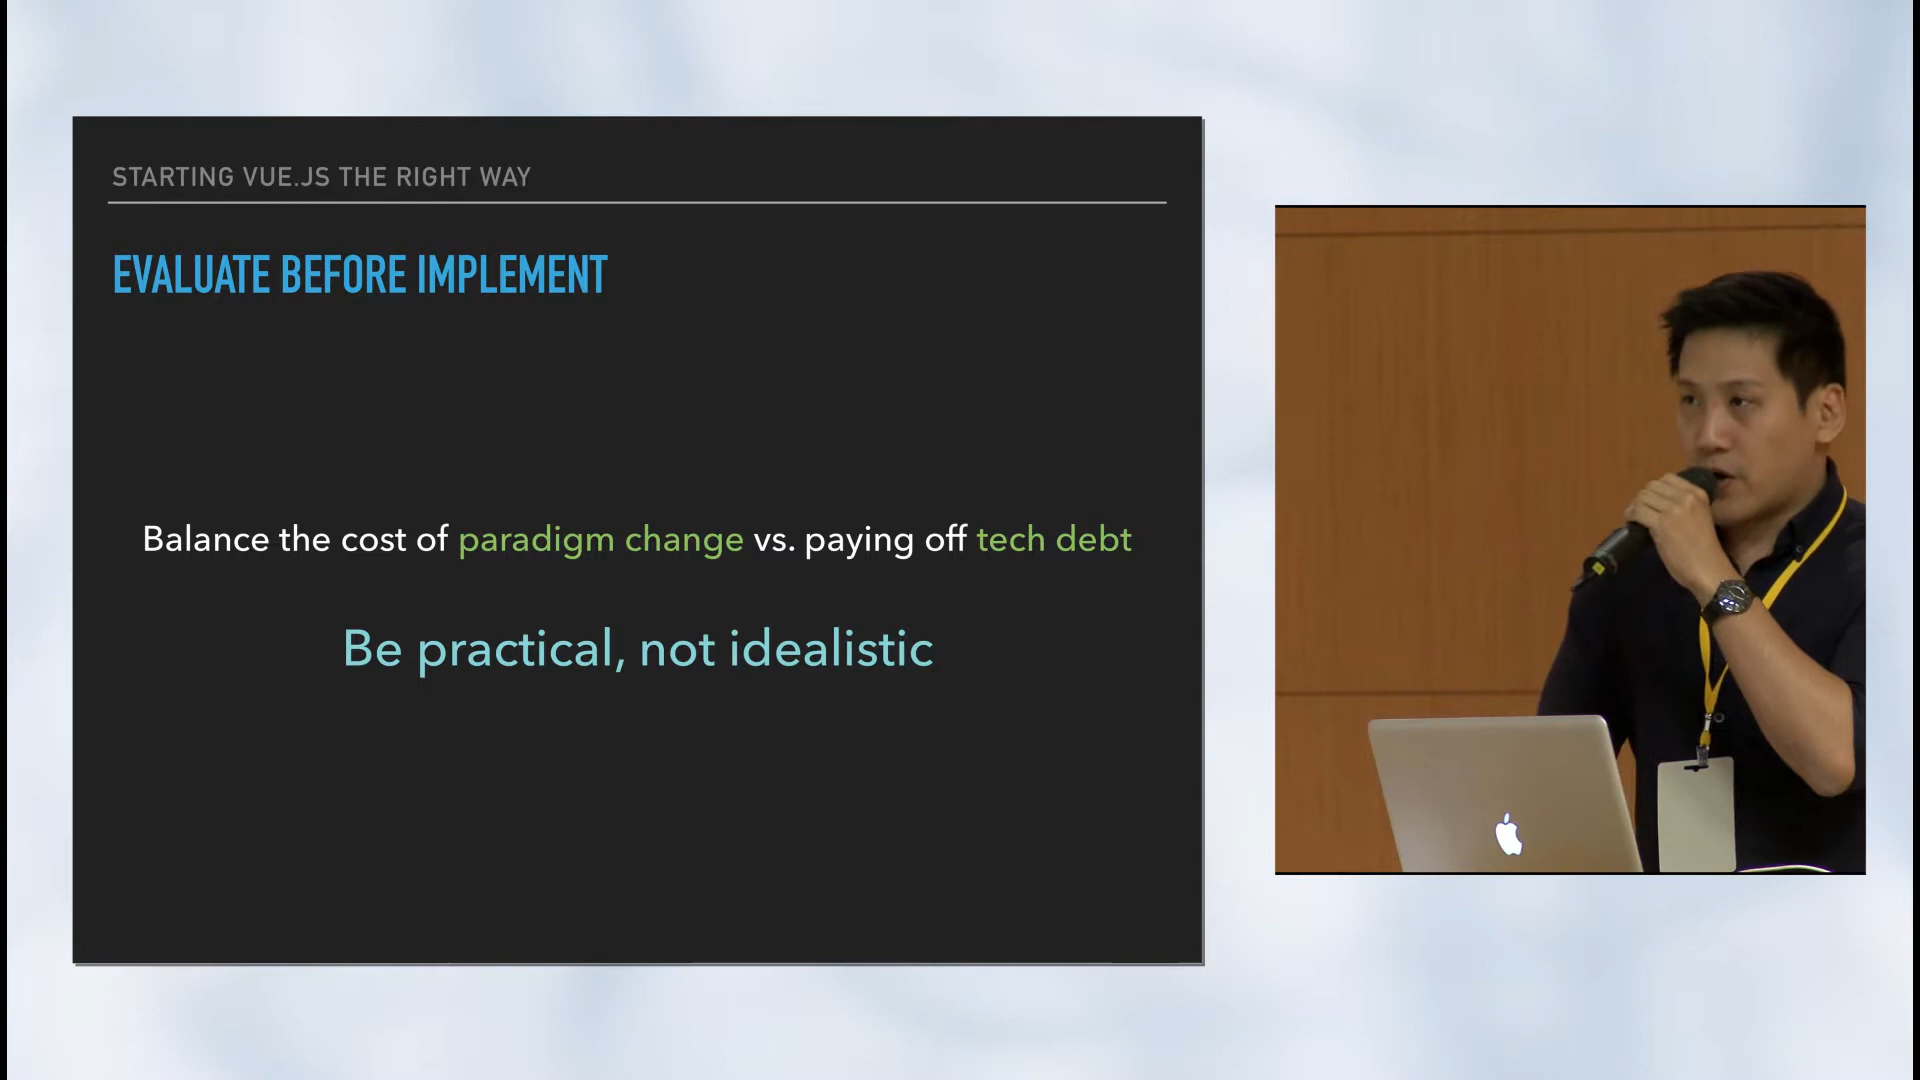 STARTING VUE.JS THE RIGHT WAY
EVALUATE BEFORE IMPLEMENT
Balance the cost of paradigm change vs. paying off tech debt
Be practical, not idealistic